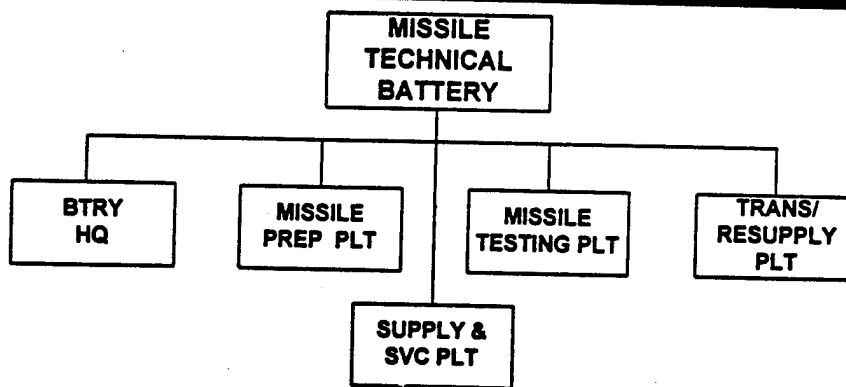 MISSILE
TECHNICAL
BATTERY
BTRY
HQ
MISSILE
PREP PLT
MISSILE
TESTING PLT
TRANS/
RESUPPLY
PLT
SUPPLY &
SVC PLT